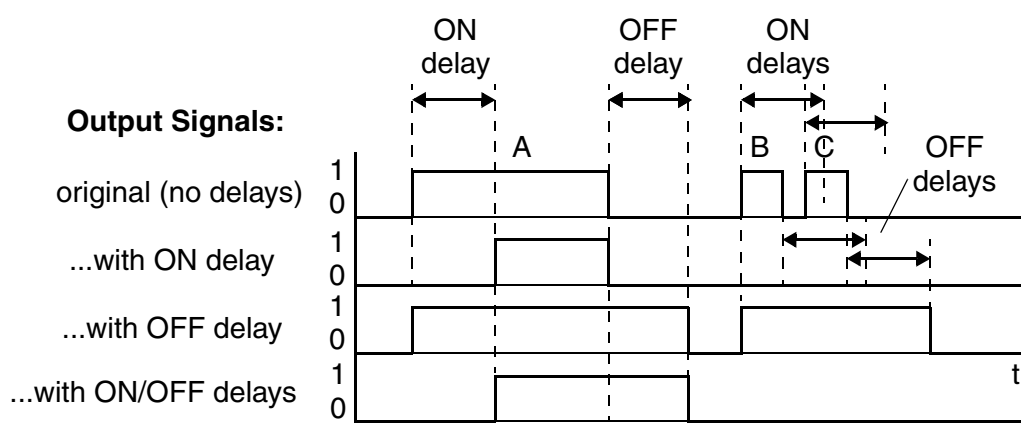 ON
delay
OFF
delay
ON
delays
Output Signals:
A
B
C
OFF
delays
original (no delays)
1
0
...with ON delay
1
0
...with OFF delay
1
0
...with ON/OFF delays
1
0
t